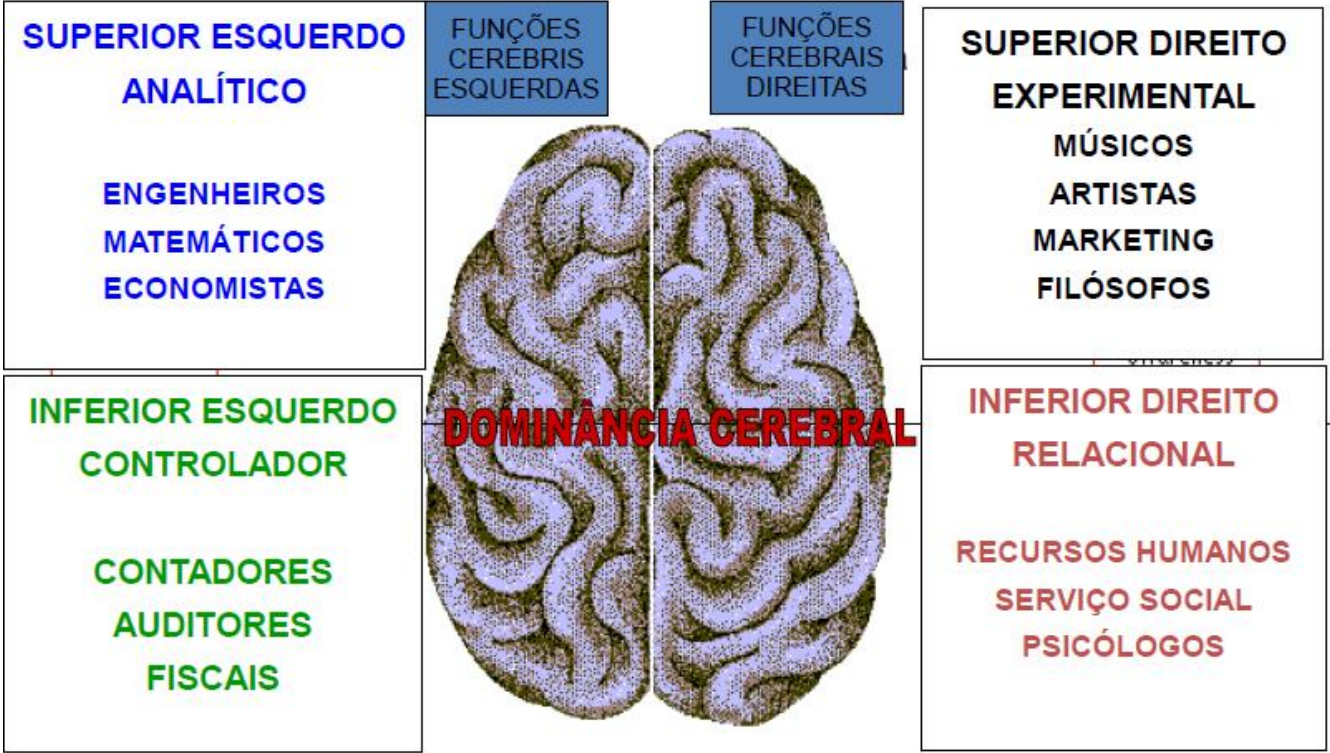 SUPERIOR ESQUERDO
ANALÍTICO
ENGENHEIROS
MATEMÁTICOS
ECONOMISTAS
FUNÇÕES
CEREBRIS
ESQUERDAS
FUNÇÕES
CEREBRAIS
DIREITAS
SUPERIOR DIREITO
EXPERIMENTAL
MÚSICOS
ARTISTAS
MARKETING
FILÓSOFOS
DOMINÂNCIA CEREBRAL
INFERIOR ESQUERDO
CONTROLADOR
CONTADORES
AUDITORES
FISCAIS
INFERIOR DIREITO
RELACIONAL
RECURSOS HUMANOS
SERVIÇO SOCIAL
PSICÓLOGOS